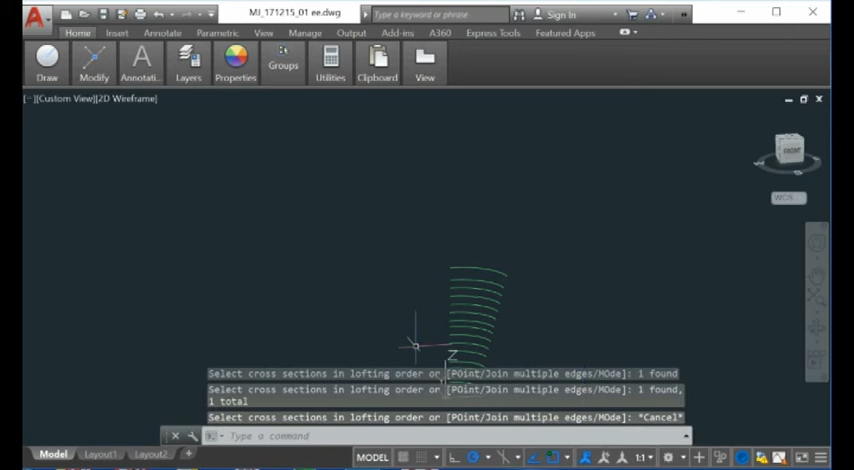 MJ_171215_01 ee.dwg
Type a keyword or phrase
Sign In
Home Insert Annotate Parametric View Manage Output Add-ins A360 Express Tools Featured Apps
Draw Modify Annotati... Layers Properties Groups Utilities Clipboard View
[−][Custom View][2D Wireframe]
FRONT
Z
Select cross sections in lofting order or [POint/Join multiple edges/MOde]: 1 found
Select cross sections in lofting order or [POint/Join multiple edges/MOde]: 1 found,
1 total
Select cross sections in lofting order or [POint/Join multiple edges/MOde]: *Cancel*
Type a command
Model Layout1 Layout2 +
MODEL 1:1